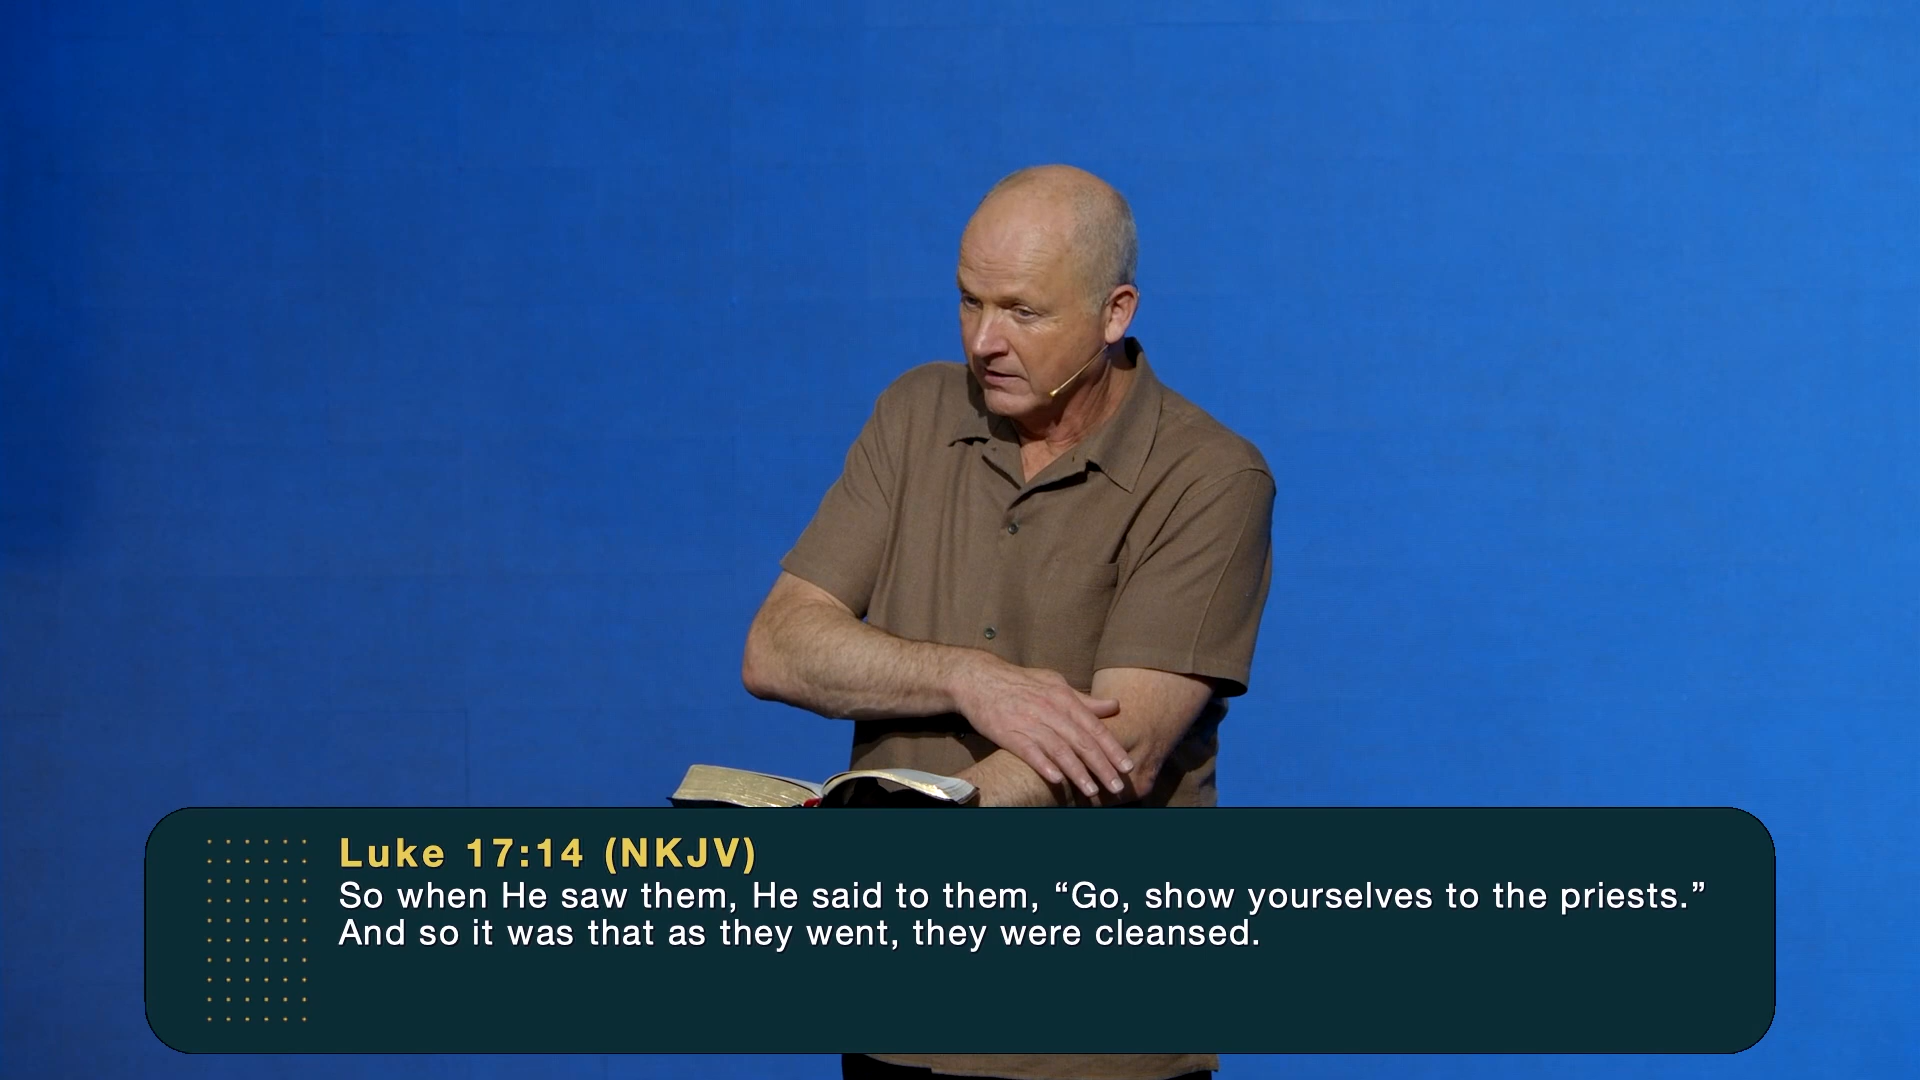 Luke 17:14 (NKJV)
So when He saw them, He said to them, “Go, show yourselves to the priests.”
And so it was that as they went, they were cleansed.